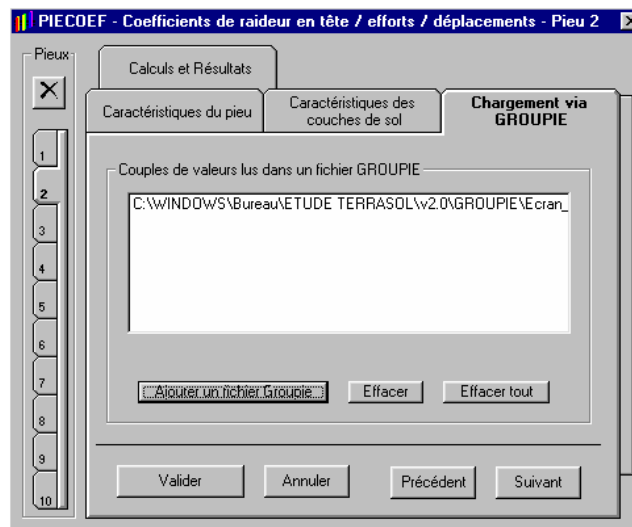 PIECOEF - Coefficients de raideur en tête / efforts / déplacements - Pieu 2
Pieux
Calculs et Résultats
Caractéristiques du pieu
Caractéristiques des
couches de sol
Chargement via
GROUPIE
1
2
3
4
5
6
7
8
9
10
Couples de valeurs lus dans un fichier GROUPIE
C:\WINDOWS\Bureau\ETUDE TERRASOL\v2.0\GROUPIE\Ecran_
Ajouter un fichier Groupie
Effacer
Effacer tout
Valider
Annuler
Précédent
Suivant